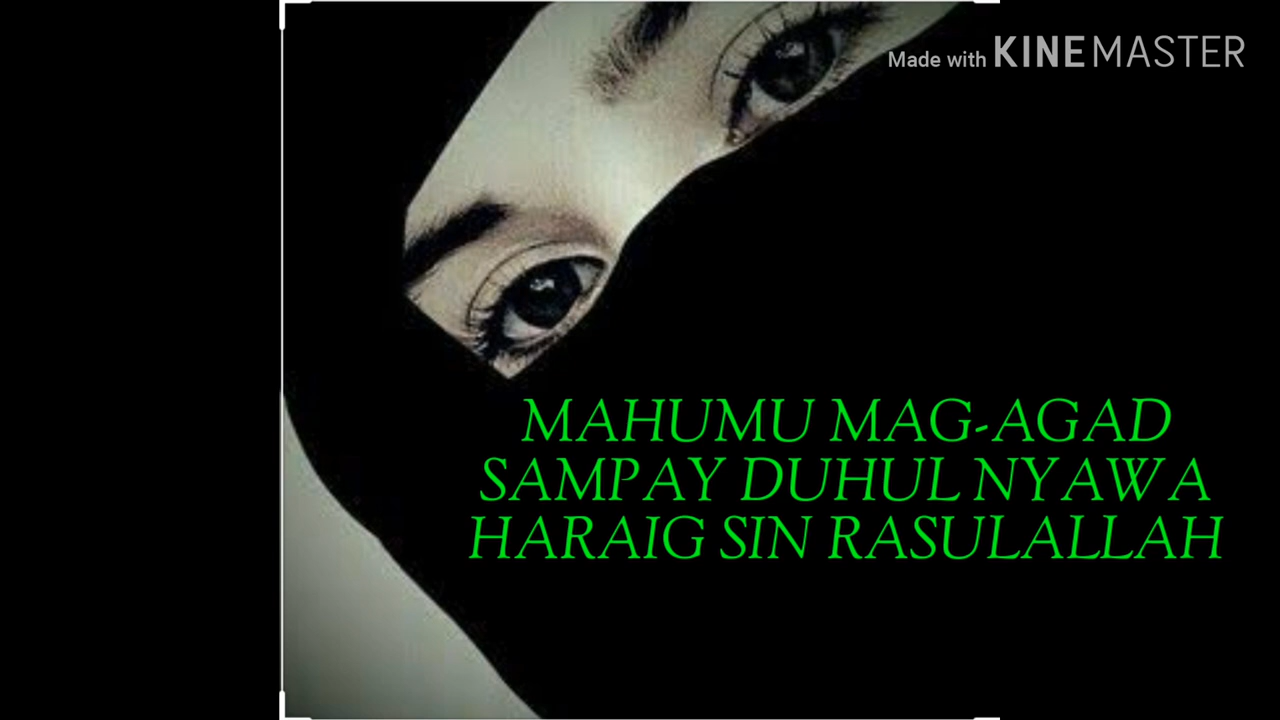 Made with KINEMASTER
MAHUMU MAG-AGAD
SAMPAY DUHUL NYAWA
HARAIG SIN RASULALLAH